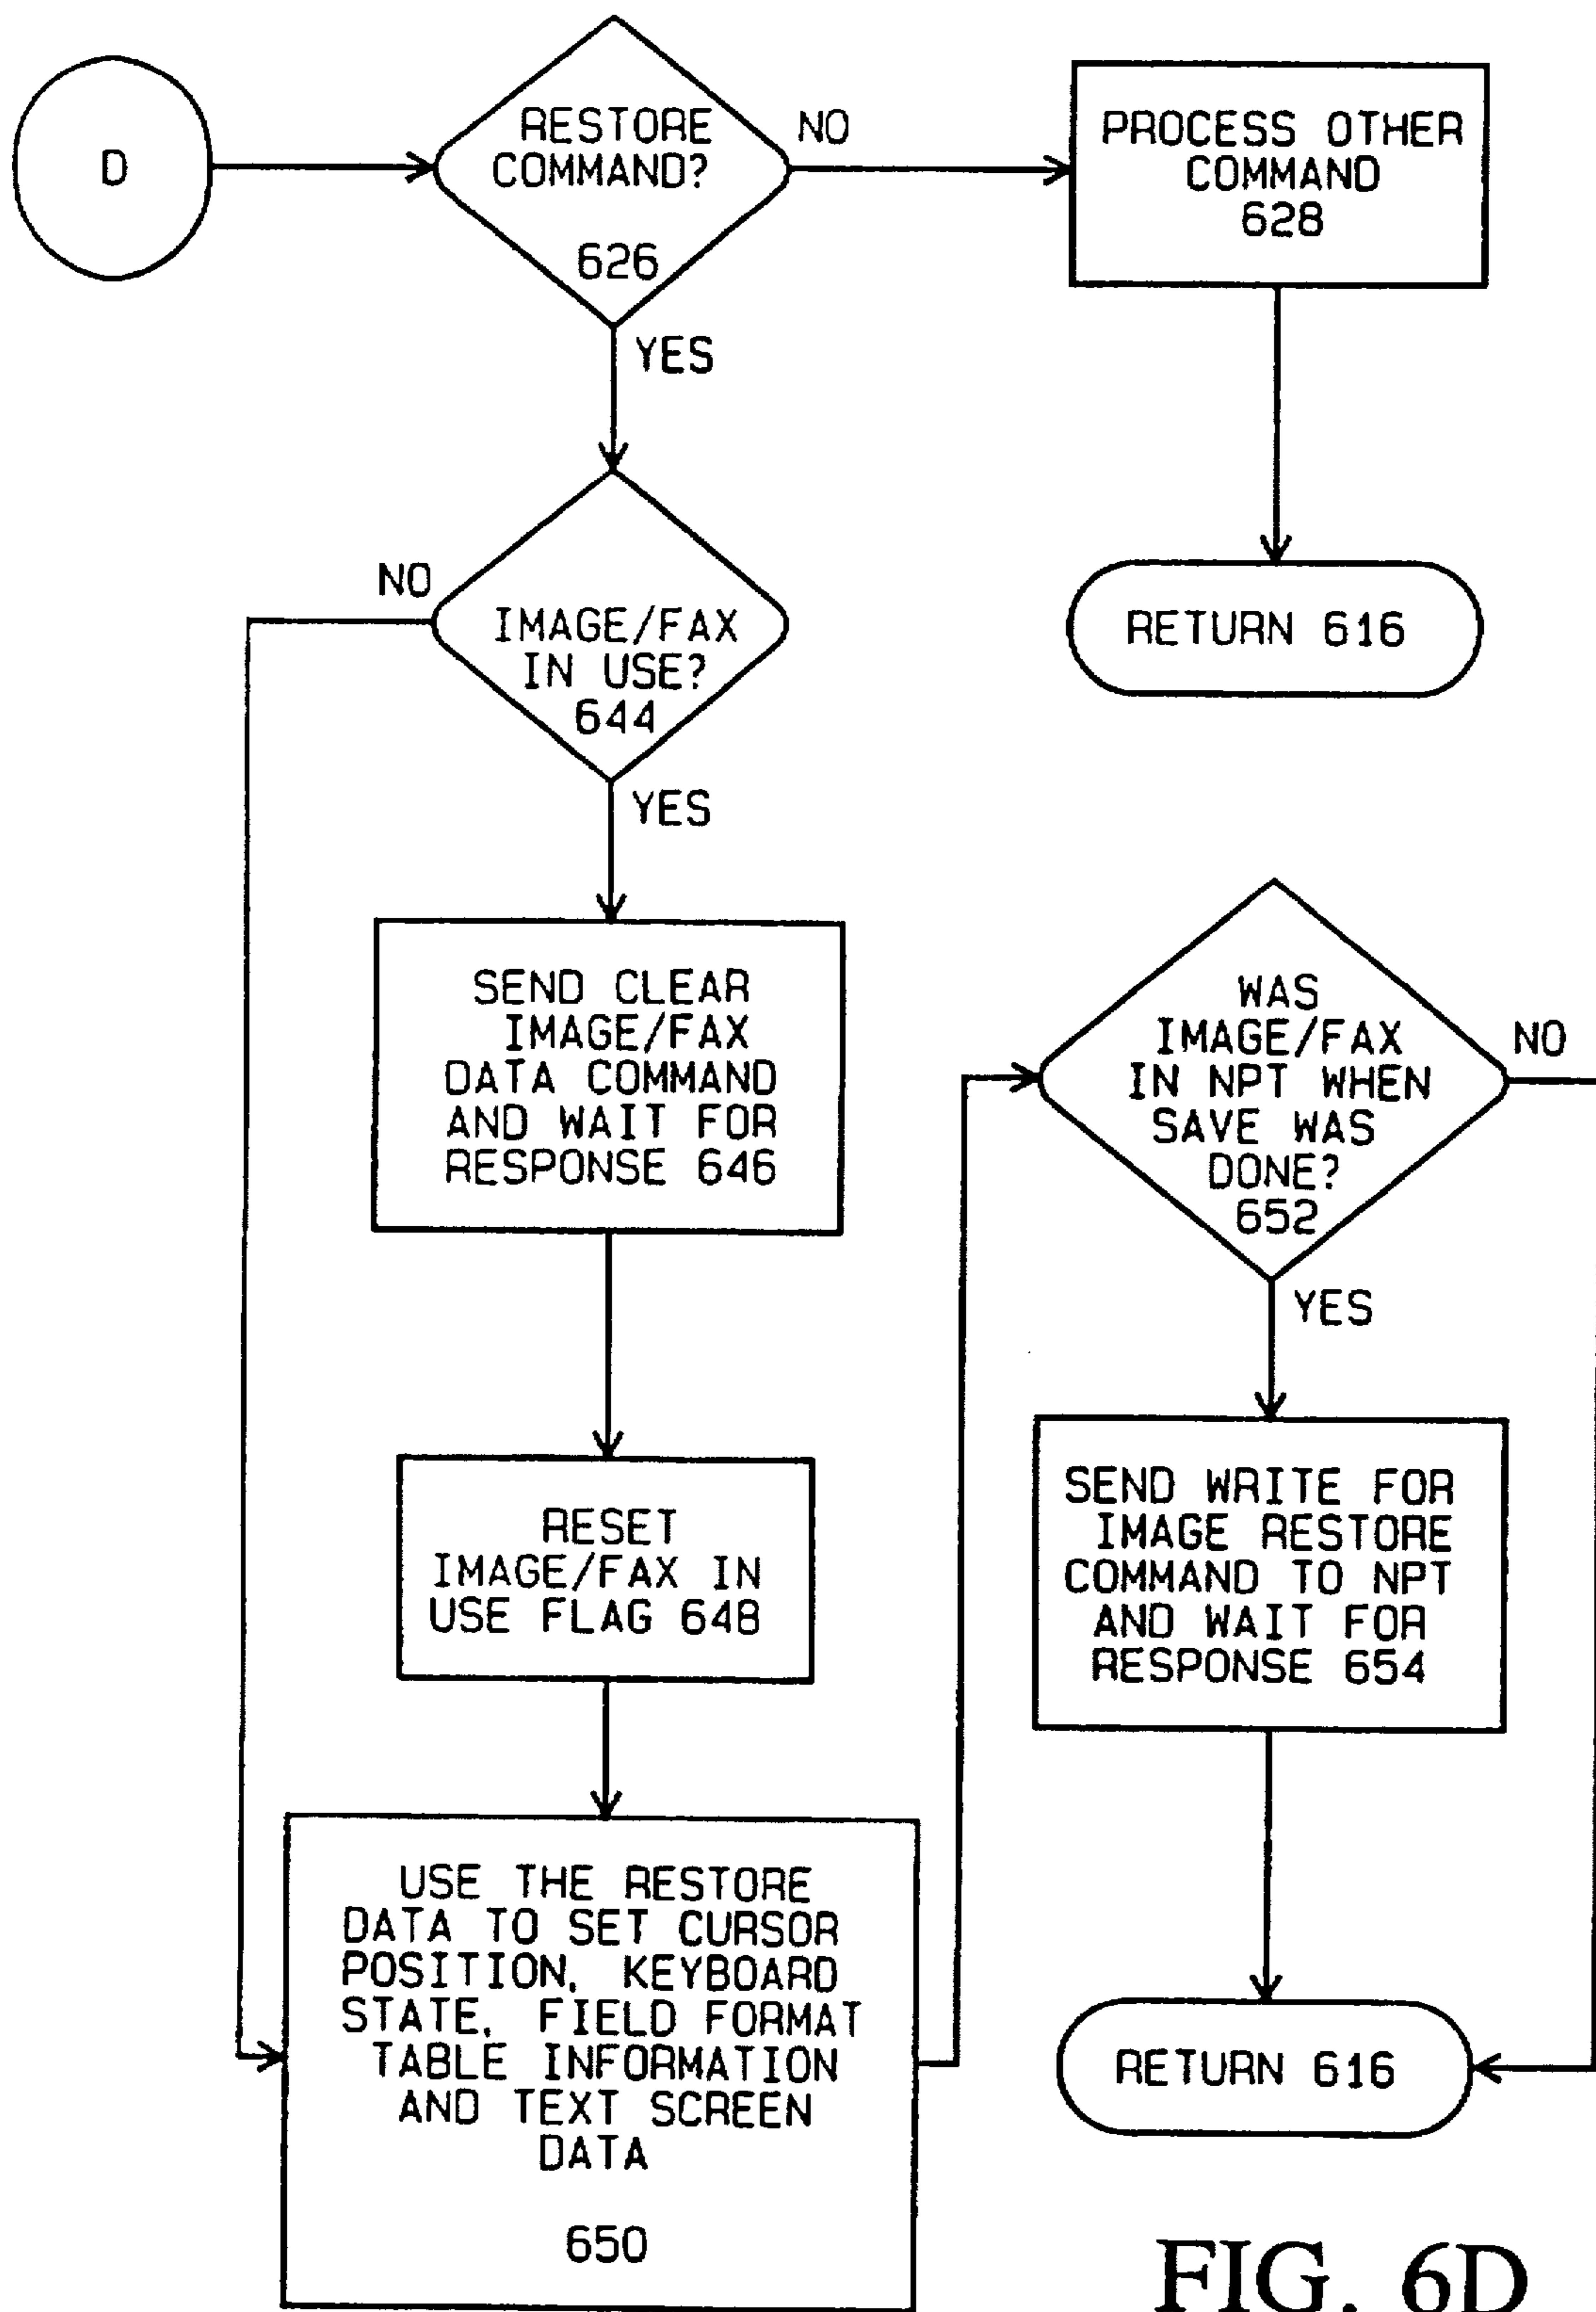 D
RESTORE
COMMAND?
626
NO
YES
PROCESS OTHER
COMMAND
628
RETURN 616
NO
IMAGE/FAX
IN USE?
644
YES
SEND CLEAR
IMAGE/FAX
DATA COMMAND
AND WAIT FOR
RESPONSE 646
RESET
IMAGE/FAX IN
USE FLAG 648
USE THE RESTORE
DATA TO SET CURSOR
POSITION, KEYBOARD
STATE, FIELD FORMAT
TABLE INFORMATION
AND TEXT SCREEN
DATA
650
WAS
IMAGE/FAX
IN NPT WHEN
SAVE WAS
DONE?
652
NO
YES
SEND WRITE FOR
IMAGE RESTORE
COMMAND TO NPT
AND WAIT FOR
RESPONSE 654
RETURN 616
FIG. 6D